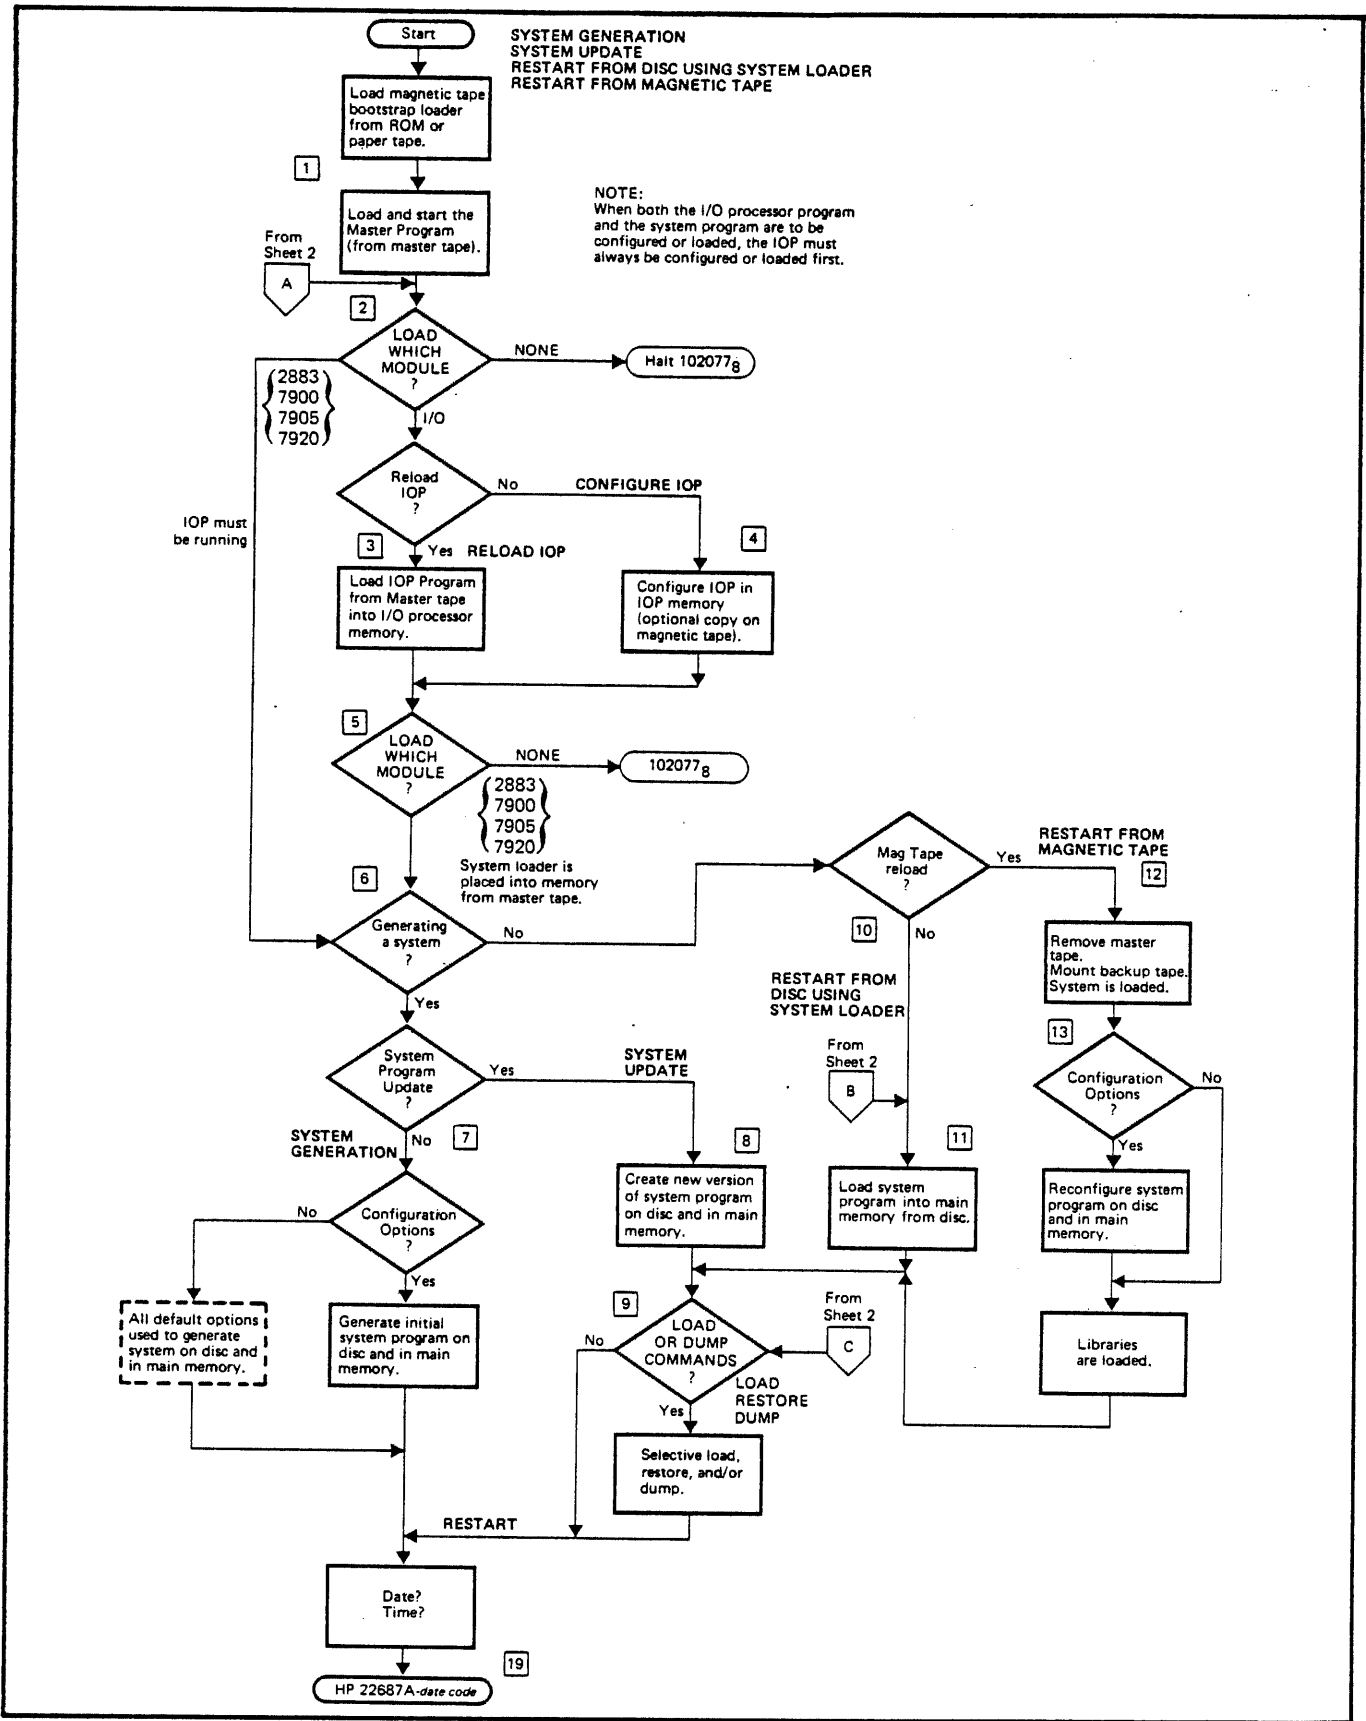 Start
SYSTEM GENERATION
SYSTEM UPDATE
RESTART FROM DISC USING SYSTEM LOADER
RESTART FROM MAGNETIC TAPE
Load magnetic tape
bootstrap loader
from ROM or
paper tape.
1
Load and start the
Master Program
(from master tape).
NOTE:
When both the I/O processor program
and the system program are to be
configured or loaded, the IOP must
always be configured or loaded first.
From
Sheet 2
A
2
LOAD
WHICH
MODULE
?
NONE
Halt 102077₈
2883
7900
7905
7920
I/O
Reload
IOP
?
No
CONFIGURE IOP
IOP must
be running
3
Yes
RELOAD IOP
4
Load IOP Program
from Master tape
into I/O processor
memory.
Configure IOP in
IOP memory
(optional copy on
magnetic tape).
5
LOAD
WHICH
MODULE
?
NONE
102077₈
2883
7900
7905
7920
System loader is
placed into memory
from master tape.
6
Generating
a system
?
No
Yes
Mag Tape
reload
?
Yes
RESTART FROM
MAGNETIC TAPE
12
10
No
Remove master
tape.
Mount backup tape.
System is loaded.
RESTART FROM
DISC USING
SYSTEM LOADER
13
Configuration
Options
?
No
Yes
From
Sheet 2
B
System
Program
Update
?
Yes
SYSTEM
UPDATE
No
7
SYSTEM
GENERATION
8
11
Create new version
of system program
on disc and in main
memory.
Load system
program into main
memory from disc.
Reconfigure system
program on disc
and in main
memory.
No
Configuration
Options
?
Yes
All default options
used to generate
system on disc and
in main memory.
Generate initial
system program on
disc and in main
memory.
9
LOAD
OR DUMP
COMMANDS
?
No
From
Sheet 2
C
Libraries
are loaded.
Yes
LOAD
RESTORE
DUMP
Selective load,
restore, and/or
dump.
RESTART
Date?
Time?
19
HP 22687A-date code